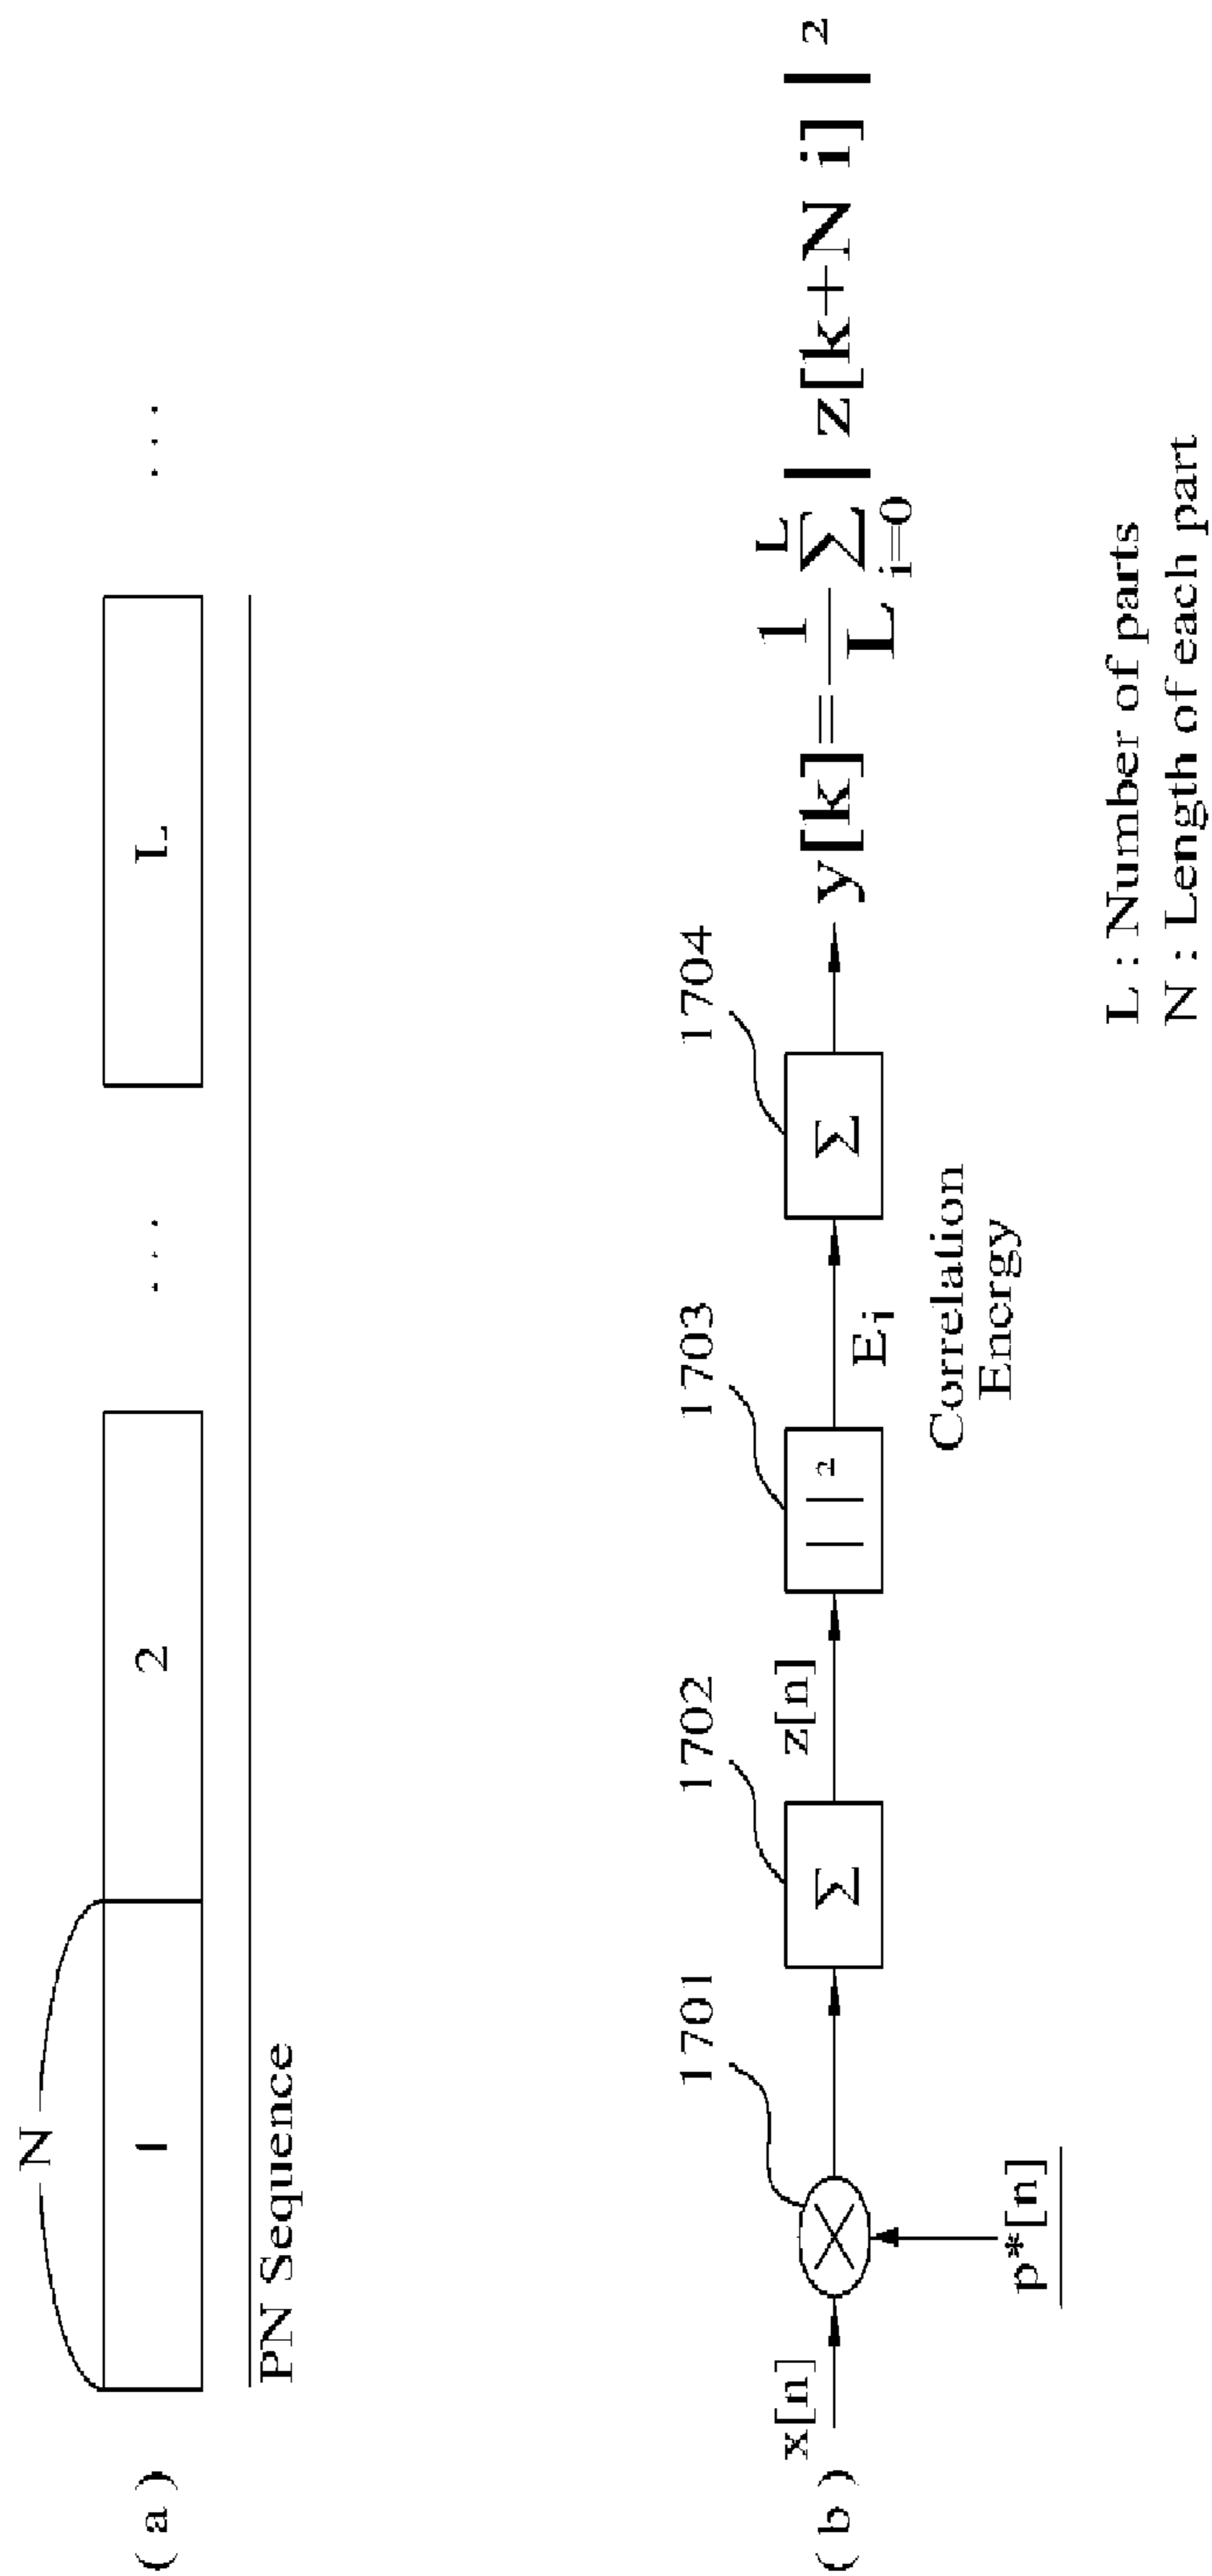 ( a )
N
1 2 ... L ...
PN Sequence
( b )
1701 1702 1703 1704
x[n] Σ z[n] | |² Σ y[k]=1/L Σ_{i=0}^{L} | z[k+N i] |²
E_i
p*[n]
Correlation
Energy
L : Number of parts
N : Length of each part